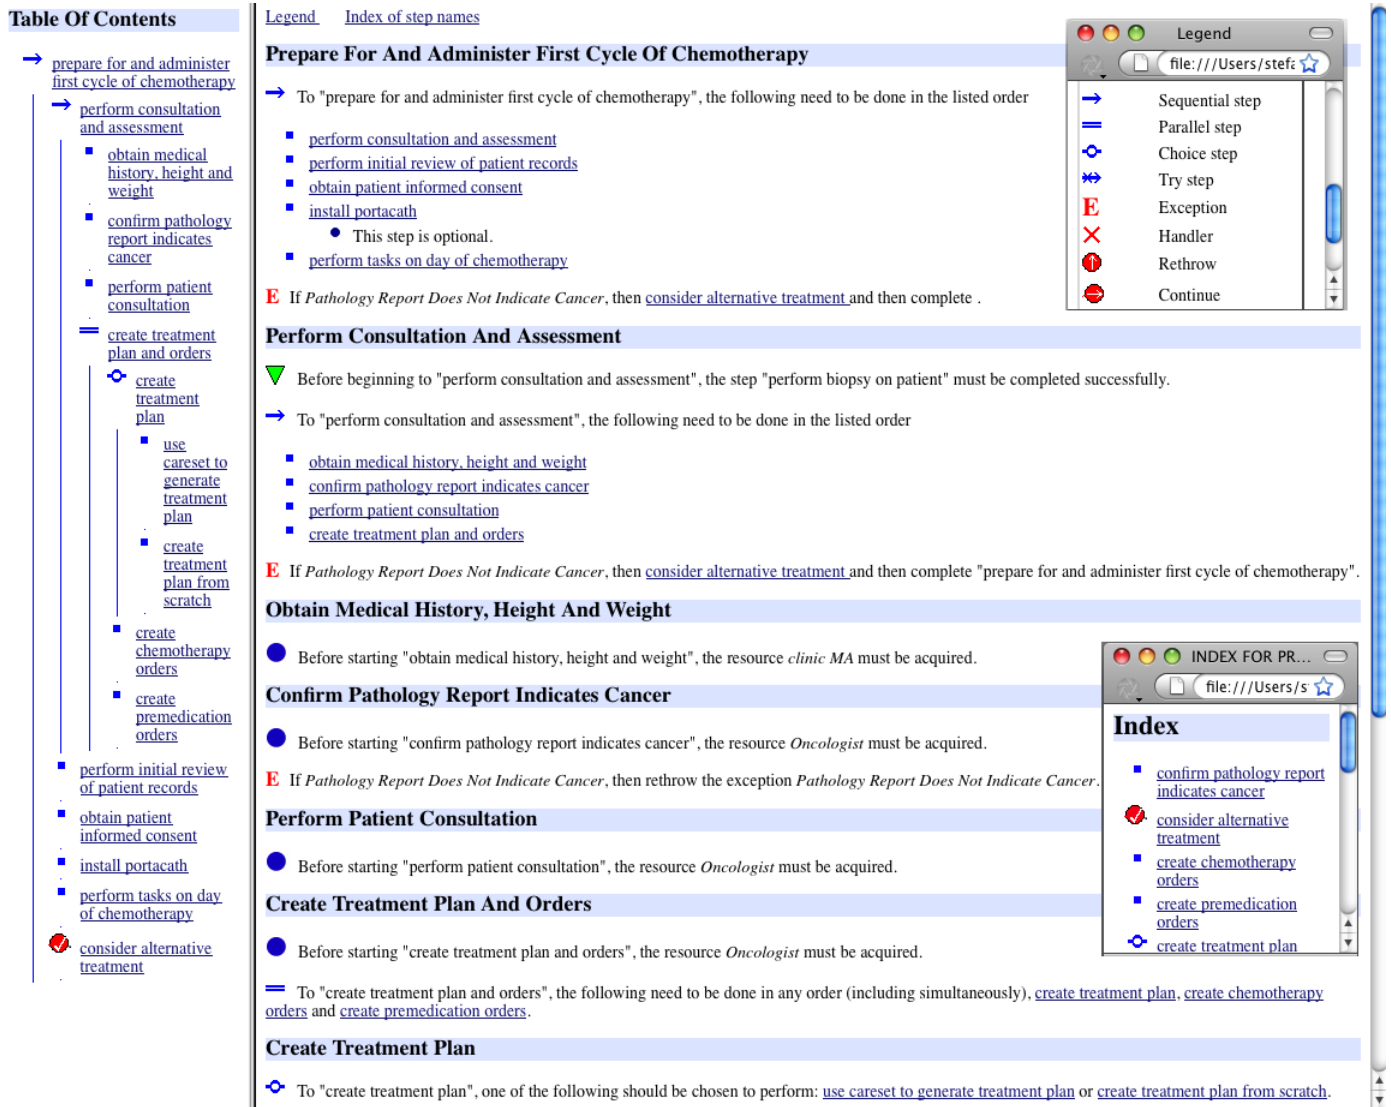 Table Of Contents
prepare for and administer
first cycle of chemotherapy
perform consultation
and assessment
obtain medical
history, height and
weight
confirm pathology
report indicates
cancer
perform patient
consultation
create treatment
plan and orders
create
treatment
plan
use
careset to
generate
treatment
plan
create
treatment
plan from
scratch
create
chemotherapy
orders
create
premedication
orders
perform initial review
of patient records
obtain patient
informed consent
install portacath
perform tasks on day
of chemotherapy
consider alternative
treatment
Legend Index of step names
Prepare For And Administer First Cycle Of Chemotherapy
To "prepare for and administer first cycle of chemotherapy", the following need to be done in the listed order
perform consultation and assessment
perform initial review of patient records
obtain patient informed consent
install portacath
This step is optional.
perform tasks on day of chemotherapy
E If Pathology Report Does Not Indicate Cancer, then consider alternative treatment and then complete .
Perform Consultation And Assessment
Before beginning to "perform consultation and assessment", the step "perform biopsy on patient" must be completed successfully.
To "perform consultation and assessment", the following need to be done in the listed order
obtain medical history, height and weight
confirm pathology report indicates cancer
perform patient consultation
create treatment plan and orders
E If Pathology Report Does Not Indicate Cancer, then consider alternative treatment and then complete "prepare for and administer first cycle of chemotherapy".
Obtain Medical History, Height And Weight
Before starting "obtain medical history, height and weight", the resource clinic MA must be acquired.
Confirm Pathology Report Indicates Cancer
Before starting "confirm pathology report indicates cancer", the resource Oncologist must be acquired.
E If Pathology Report Does Not Indicate Cancer, then rethrow the exception Pathology Report Does Not Indicate Cancer.
Perform Patient Consultation
Before starting "perform patient consultation", the resource Oncologist must be acquired.
Create Treatment Plan And Orders
Before starting "create treatment plan and orders", the resource Oncologist must be acquired.
To "create treatment plan and orders", the following need to be done in any order (including simultaneously), create treatment plan, create chemotherapy
orders and create premedication orders.
Create Treatment Plan
To "create treatment plan", one of the following should be chosen to perform: use careset to generate treatment plan or create treatment plan from scratch.
Legend
file:///Users/stefa
Sequential step
Parallel step
Choice step
Try step
E Exception
Handler
Rethrow
Continue
INDEX FOR PR...
file:///Users/s
Index
confirm pathology report
indicates cancer
consider alternative
treatment
create chemotherapy
orders
create premedication
orders
create treatment plan